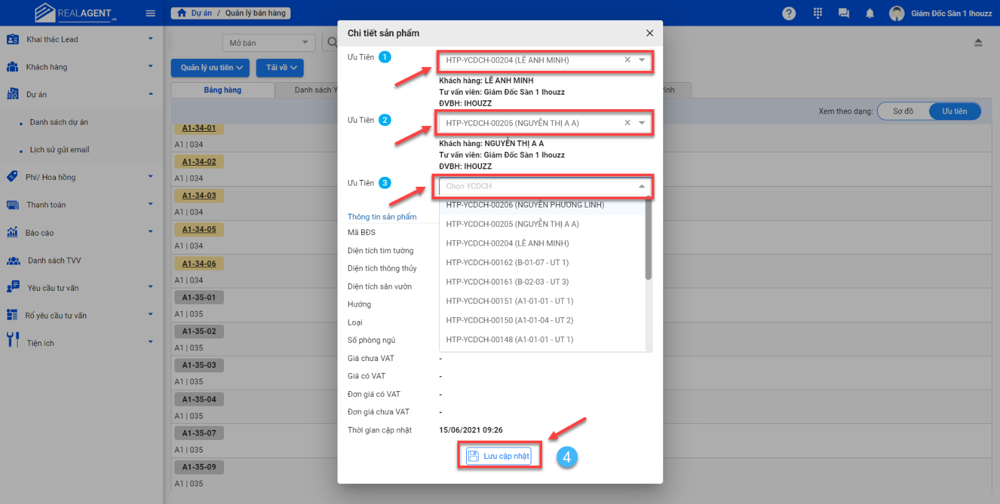 REALAGENT.vn
Dự án / Quản lý bán hàng
?
Giám Đốc Sàn 1 Ihouzz
Khai thác Lead
Khách hàng
Dự án
Danh sách dự án
Lịch sử gửi email
Phí/ Hoa hồng
Thanh toán
Báo cáo
Danh sách TVV
Yêu cầu tư vấn
Rổ yêu cầu tư vấn
Tiện ích
Mở bán
Quản lý ưu tiên
Tải về
Bảng hàng
Danh sách Y
rình
Xem theo dạng:
Sơ đồ
Ưu tiên
A1-34-01
A1 | 034
A1-34-02
A1 | 034
A1-34-03
A1 | 034
A1-34-05
A1 | 034
A1-34-06
A1 | 034
A1-35-01
A1 | 035
A1-35-02
A1 | 035
A1-35-03
A1 | 035
A1-35-04
A1 | 035
A1-35-07
A1 | 035
A1-35-09
A1 | 035
Chi tiết sản phẩm
Ưu Tiên 1
HTP-YCDCH-00204 (LÊ ANH MINH)
Khách hàng: LÊ ANH MINH
Tư vấn viên: Giám Đốc Sàn 1 Ihouzz
ĐVBH: IHOUZZ
Ưu Tiên 2
HTP-YCDCH-00205 (NGUYỄN THỊ A A)
Khách hàng: NGUYỄN THỊ A A
Tư vấn viên: Giám Đốc Sàn 1 Ihouzz
ĐVBH: IHOUZZ
Ưu Tiên 3
Chọn YCDCH
HTP-YCDCH-00206 (NGUYỄN PHƯƠNG LINH)
HTP-YCDCH-00205 (NGUYỄN THỊ A A)
HTP-YCDCH-00204 (LÊ ANH MINH)
HTP-YCDCH-00162 (B-01-07 - UT 1)
HTP-YCDCH-00161 (B-02-03 - UT 3)
HTP-YCDCH-00151 (A1-01-01 - UT 1)
HTP-YCDCH-00150 (A1-01-04 - UT 2)
HTP-YCDCH-00148 (A1-01-01 - UT 1)
Thông tin sản phẩm
Mã BĐS
Diện tích tim tường
Diện tích thông thủy
Diện tích sân vườn
Hướng
Loại
Số phòng ngủ
Giá chưa VAT -
Giá có VAT -
Đơn giá có VAT -
Đơn giá chưa VAT -
Thời gian cập nhật 15/06/2021 09:26
Lưu cập nhật
4